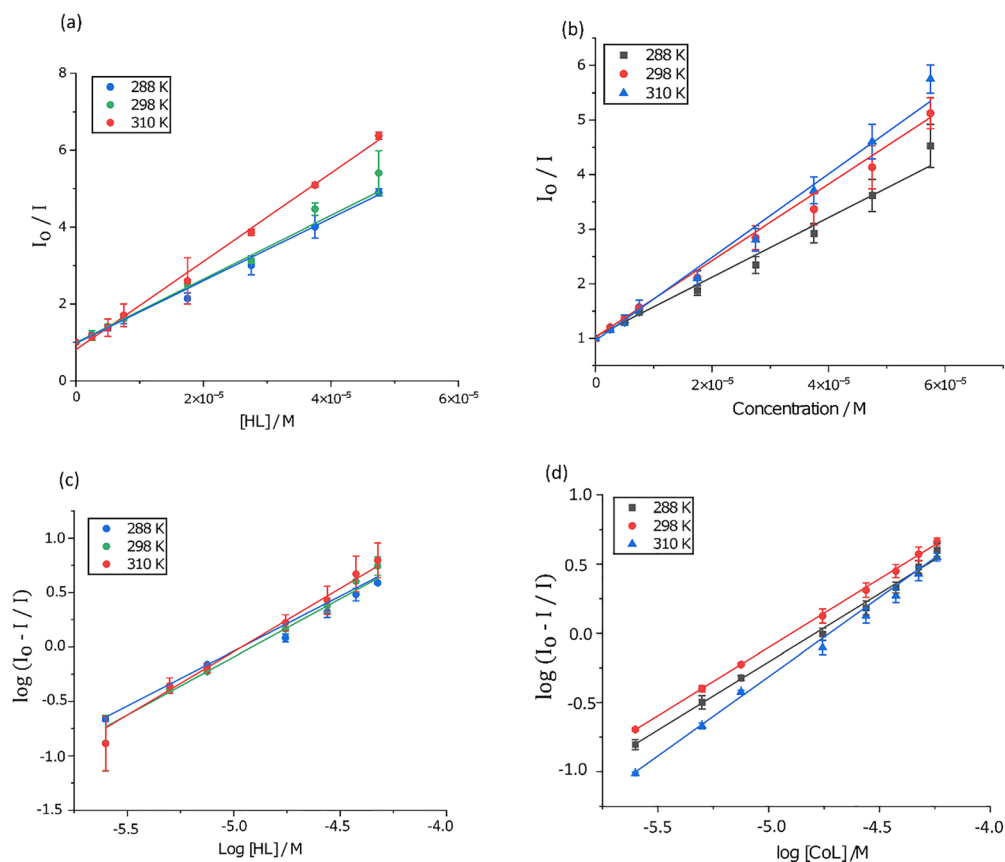 (a)
288 K
298 K
310 K
I₀ / I
8
6
4
2
0
0
2×10⁻⁵
4×10⁻⁵
6×10⁻⁵
[HL] / M
(b)
288 K
298 K
310 K
I₀ / I
6
5
4
3
2
1
0
2×10⁻⁵
4×10⁻⁵
6×10⁻⁵
Concentration / M
(c)
288 K
298 K
310 K
log (I₀ - I / I)
1.0
0.5
0.0
-0.5
-1.0
-1.5
-5.5
-5.0
-4.5
-4.0
Log [HL] / M
(d)
288 K
298 K
310 K
log (I₀ - I / I)
1.0
0.5
0.0
-0.5
-1.0
-5.5
-5.0
-4.5
-4.0
log [CoL] /M